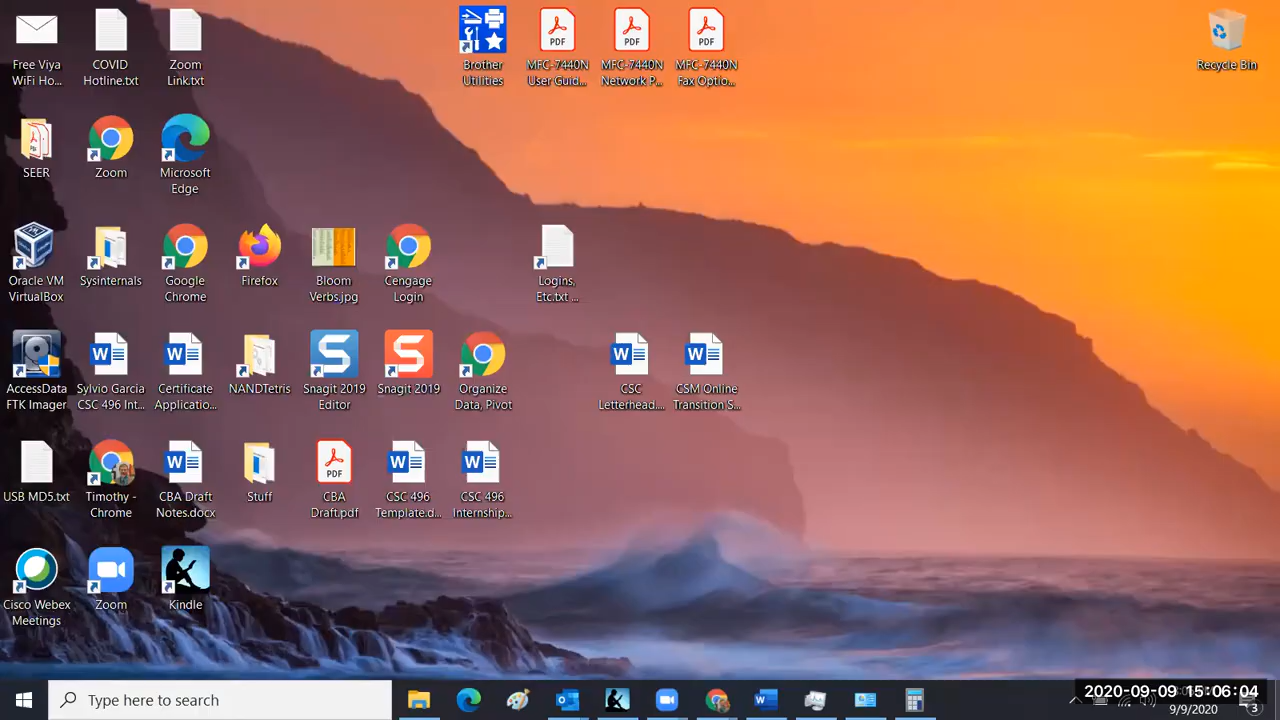 Free Viya
WiFi Ho...
COVID
Hotline.txt
Zoom
Link.txt
Brother
Utilities
PDF
MFC-7440N
User Guid...
PDF
MFC-7440N
Network P...
PDF
MFC-7440N
Fax Optio...
Recycle Bin
SEER
Zoom
Microsoft
Edge
Oracle VM
VirtualBox
Sysinternals
Google
Chrome
Firefox
Bloom
Verbs.jpg
Cengage
Login
Logins,
Etc.txt ...
AccessData
FTK Imager
W
Sylvio Garcia
CSC 496 Int...
W
Certificate
Applicatio...
NANDTetris
S
Snagit 2019
Editor
S
Snagit 2019
Organize
Data, Pivot
W
CSC
Letterhead....
W
CSM Online
Transition S...
USB MD5.txt
Timothy -
Chrome
W
CBA Draft
Notes.docx
Stuff
PDF
CBA
Draft.pdf
W
CSC 496
Template.d...
W
CSC 496
Internship...
Cisco Webex
Meetings
Zoom
Kindle
Type here to search
2020-09-09 15:06:04
9/9/2020
3